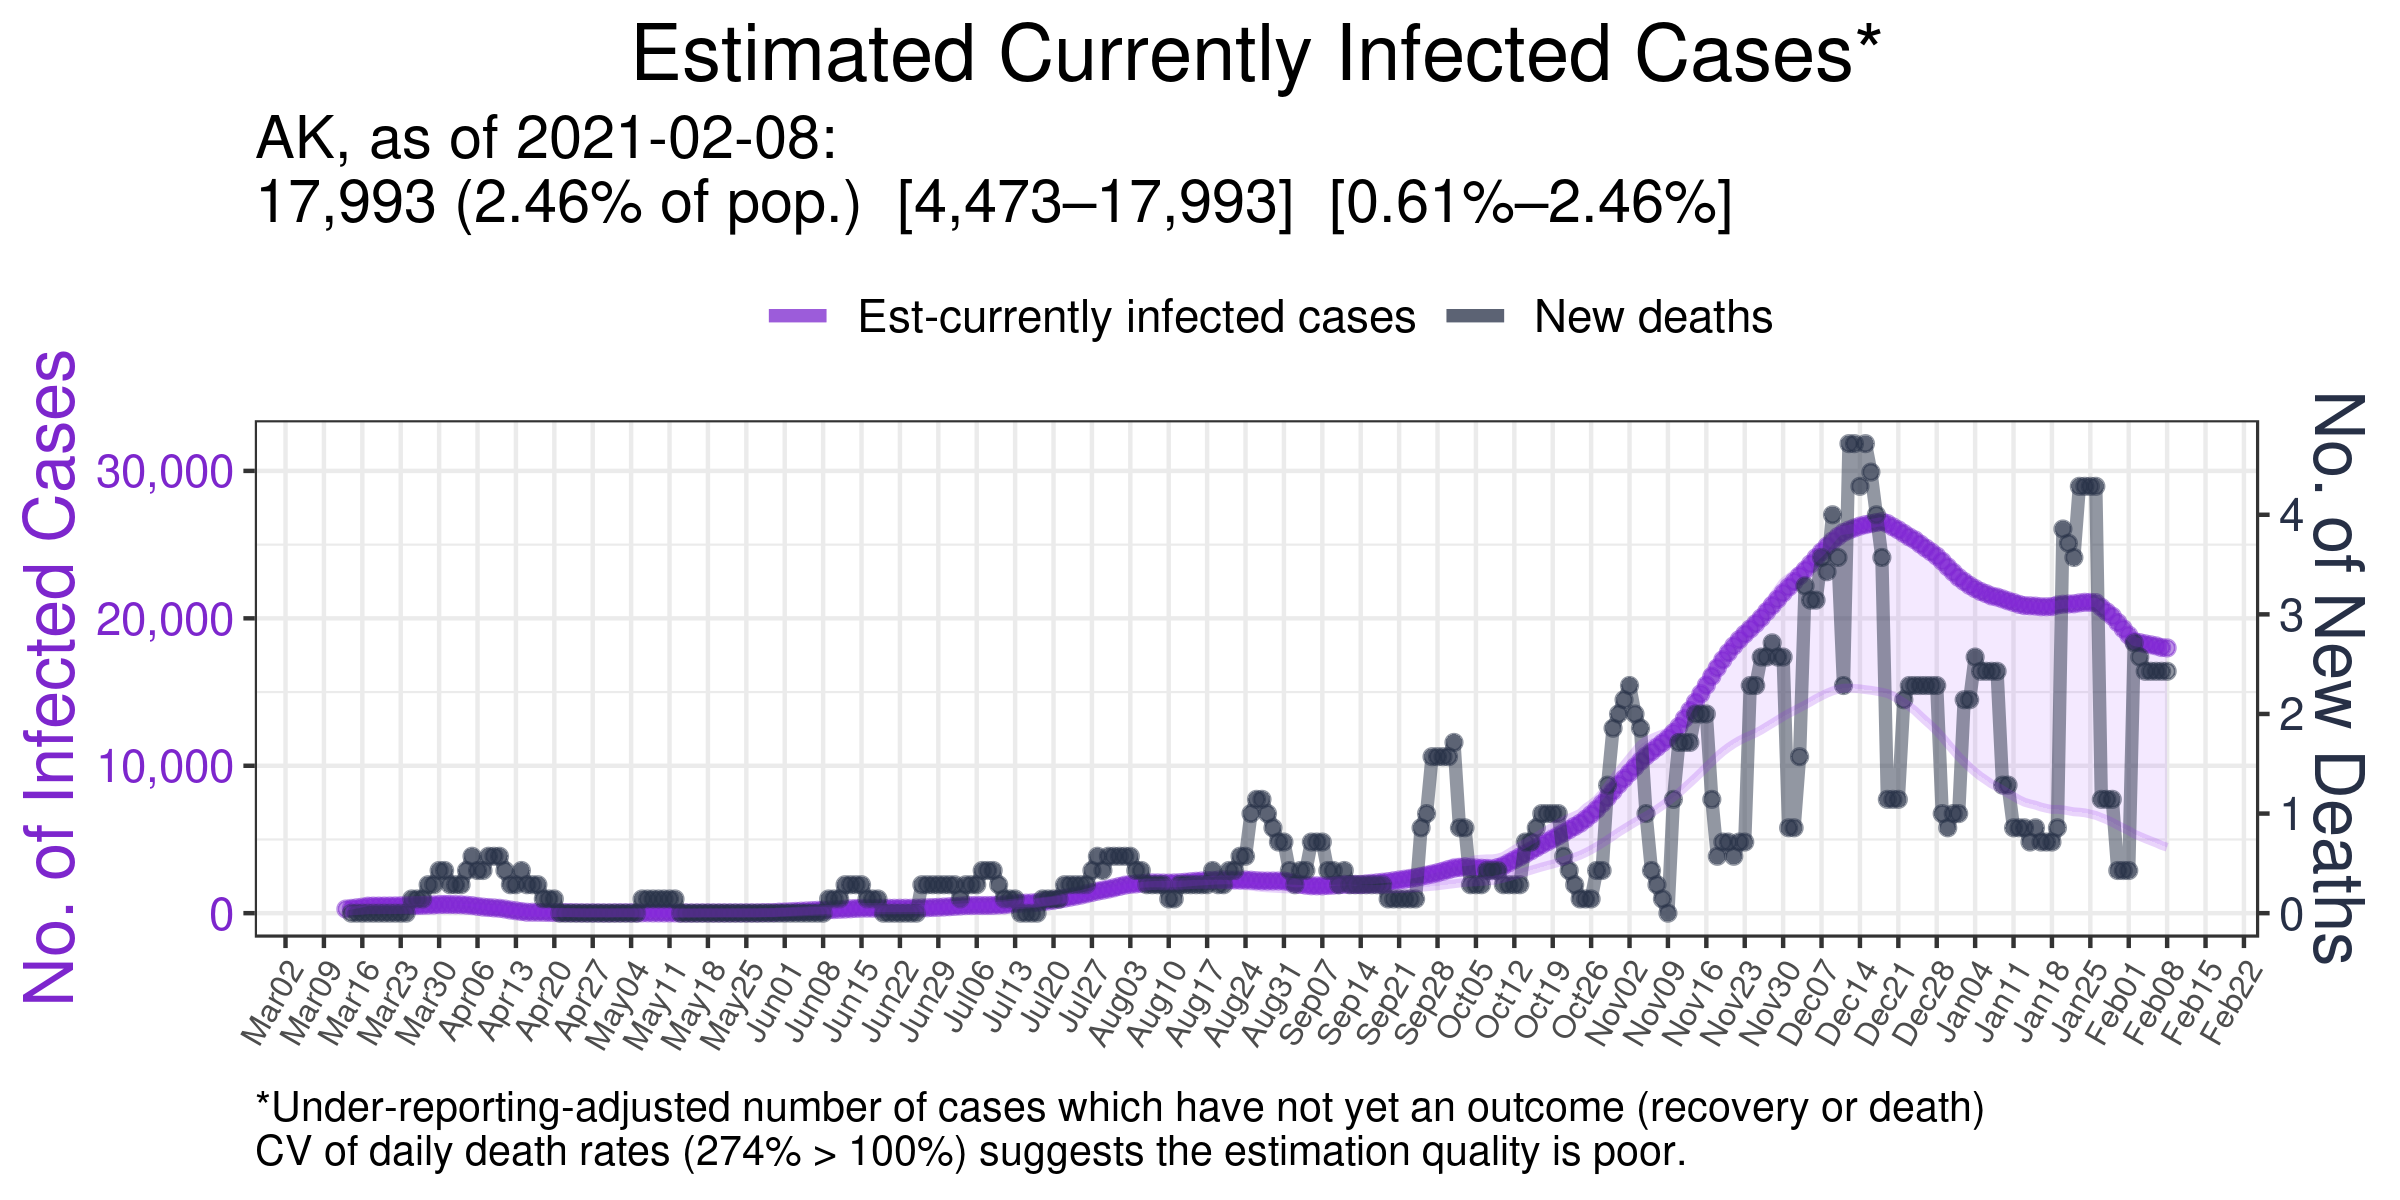 Estimated Currently Infected Cases*
AK, as of 2021-02-08:
17,993 (2.46% of pop.) [4,473–17,993] [0.61%–2.46%]
Est-currently infected cases
New deaths
No. of Infected Cases
30,000
20,000
10,000
0
No. of New Deaths
4
3
2
1
0
Mar02
Mar09
Mar16
Mar23
Mar30
Apr06
Apr13
Apr20
Apr27
May04
May11
May18
May25
Jun01
Jun08
Jun15
Jun22
Jun29
Jul06
Jul13
Jul20
Jul27
Aug03
Aug10
Aug17
Aug24
Aug31
Sep07
Sep14
Sep21
Sep28
Oct05
Oct12
Oct19
Oct26
Nov02
Nov09
Nov16
Nov23
Nov30
Dec07
Dec14
Dec21
Dec28
Jan04
Jan11
Jan18
Jan25
Feb01
Feb08
Feb15
Feb22
*Under-reporting-adjusted number of cases which have not yet an outcome (recovery or death)
CV of daily death rates (274% > 100%) suggests the estimation quality is poor.